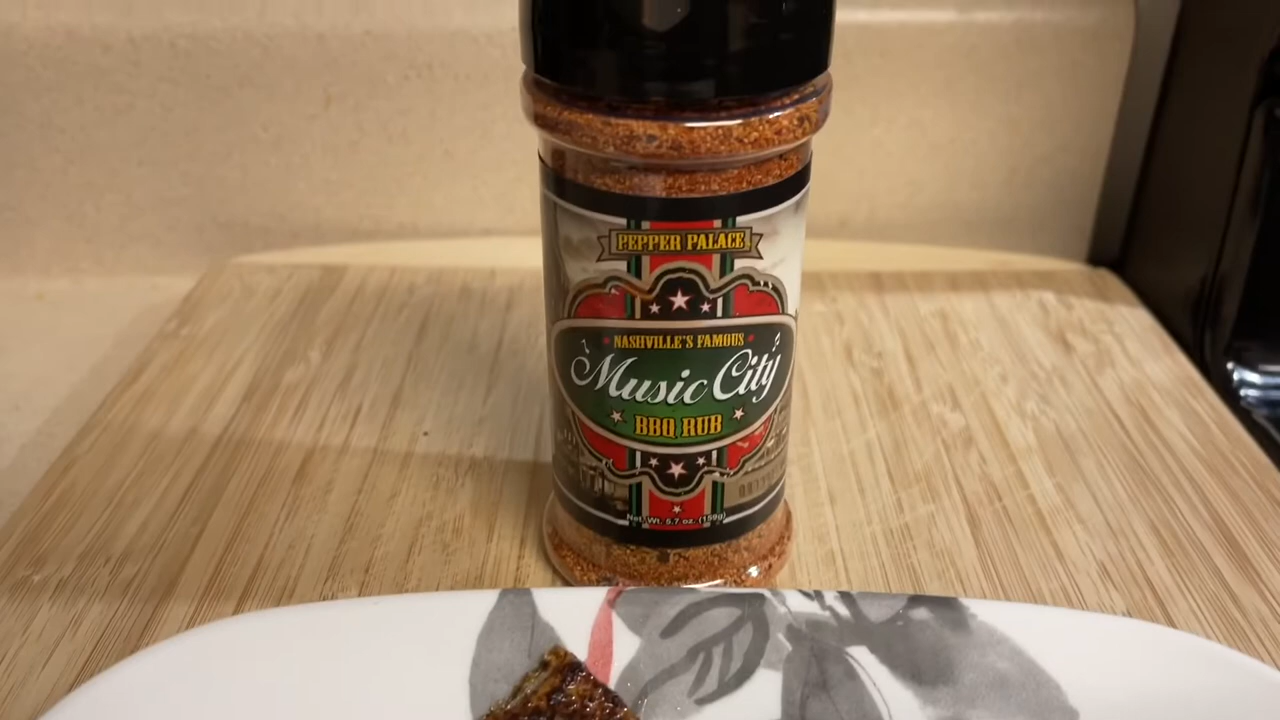 PEPPER PALACE
NASHVILLE'S FAMOUS
Music City
BBQ RUB
Net. Wt. 5.7 oz. (159g)